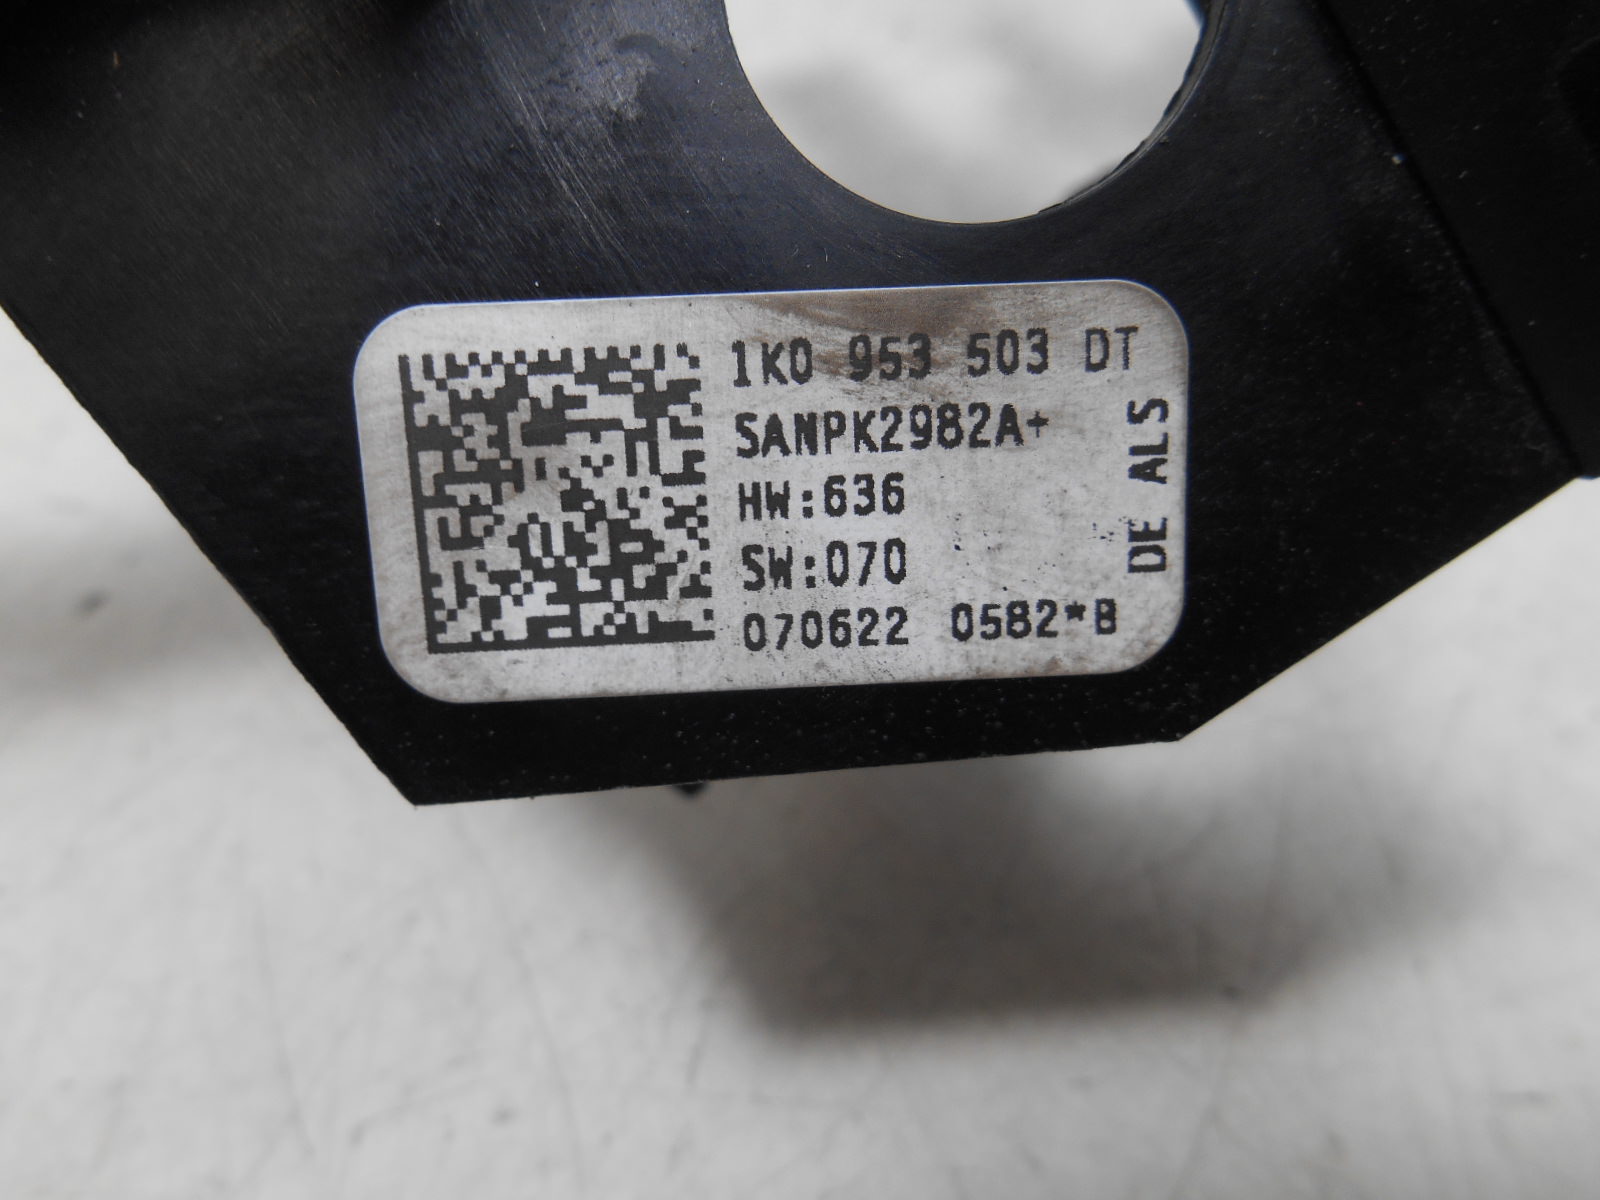 1K0 953 503 DT
SANPK2982A+
HW:636
SW:070
070622 0582*B
DE ALS